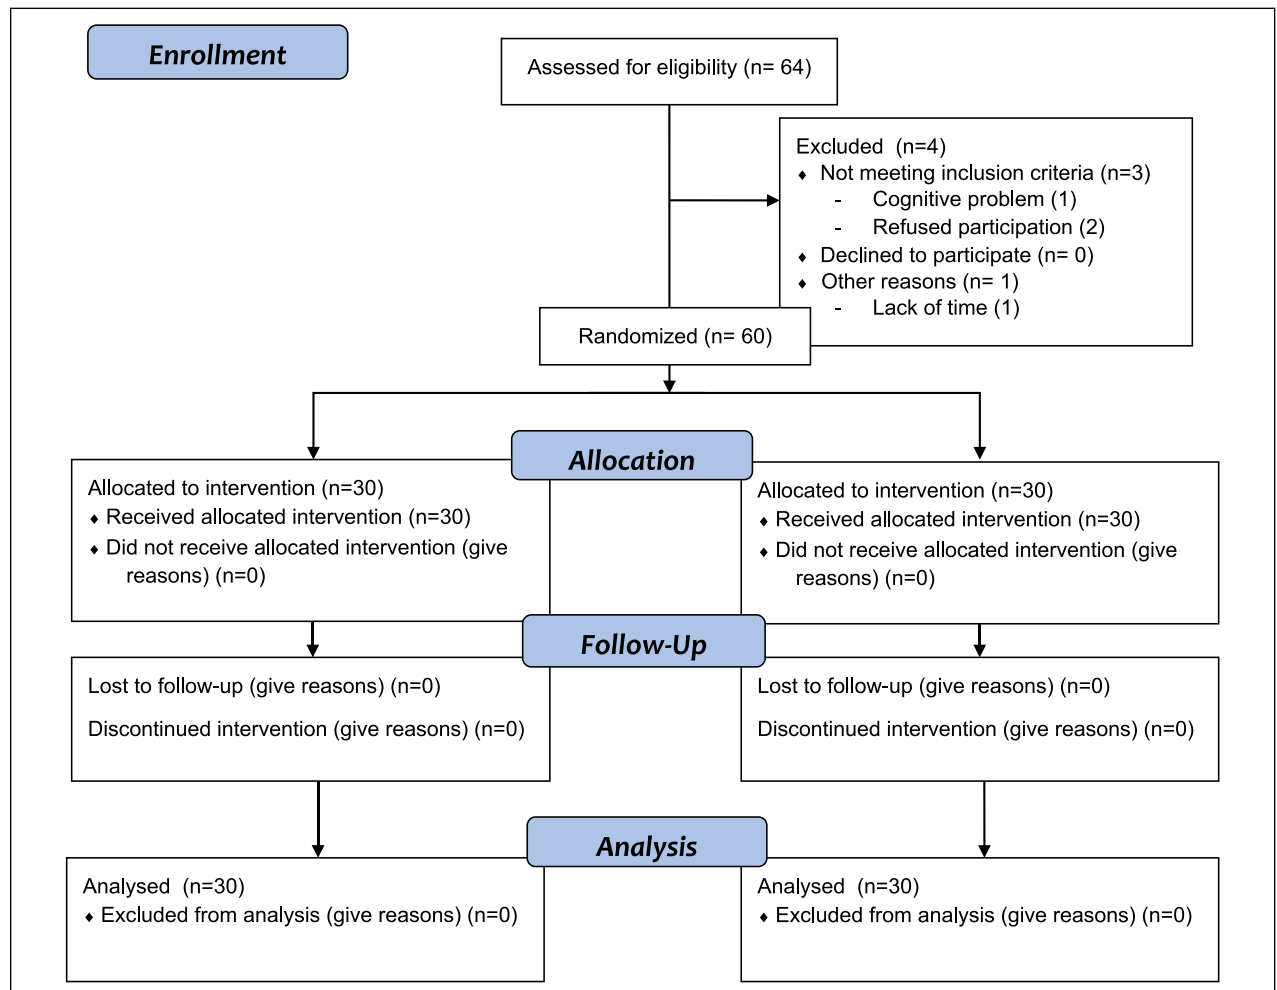 Enrollment
Assessed for eligibility (n= 64)
Excluded (n=4)
♦ Not meeting inclusion criteria (n=3)
- Cognitive problem (1)
- Refused participation (2)
♦ Declined to participate (n= 0)
♦ Other reasons (n= 1)
- Lack of time (1)
Randomized (n= 60)
Allocation
Allocated to intervention (n=30)
♦ Received allocated intervention (n=30)
♦ Did not receive allocated intervention (give
reasons) (n=0)
Allocated to intervention (n=30)
♦ Received allocated intervention (n=30)
♦ Did not receive allocated intervention (give
reasons) (n=0)
Follow-Up
Lost to follow-up (give reasons) (n=0)
Discontinued intervention (give reasons) (n=0)
Lost to follow-up (give reasons) (n=0)
Discontinued intervention (give reasons) (n=0)
Analysis
Analysed (n=30)
♦ Excluded from analysis (give reasons) (n=0)
Analysed (n=30)
♦ Excluded from analysis (give reasons) (n=0)